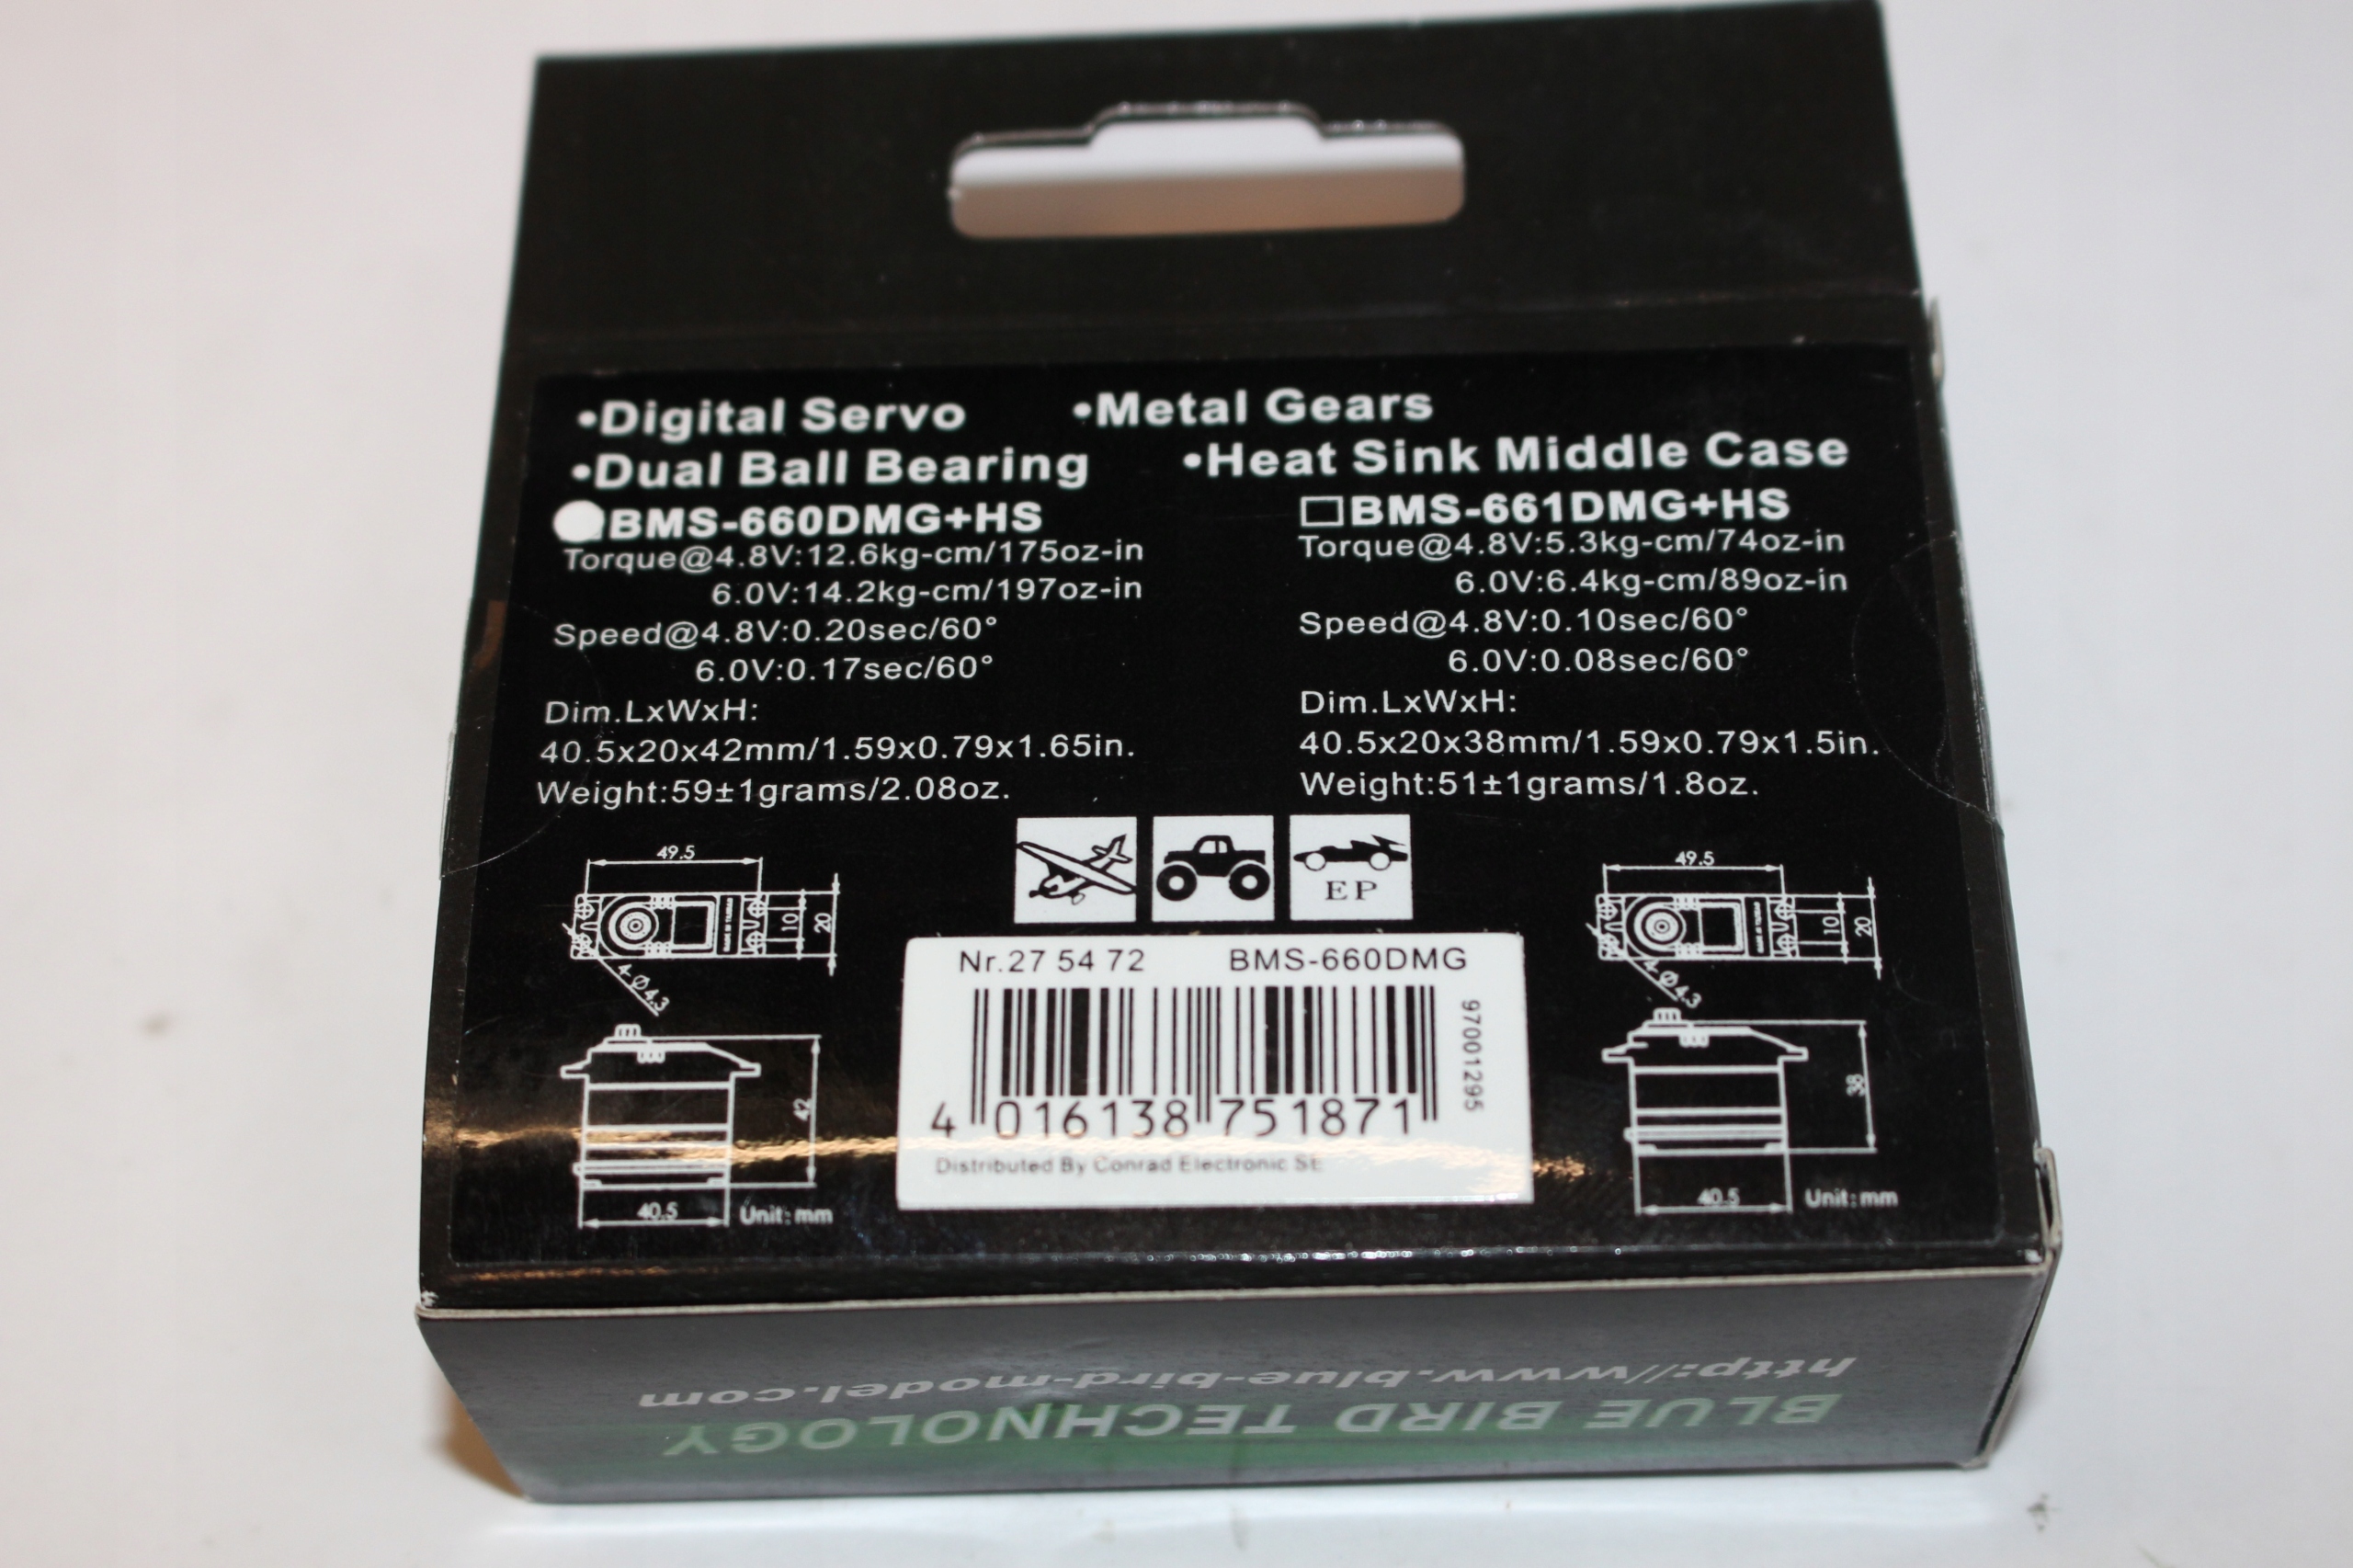 •Digital Servo •Metal Gears
•Dual Ball Bearing •Heat Sink Middle Case
BMS-660DMG+HS
Torque@4.8V:12.6kg-cm/175oz-in
6.0V:14.2kg-cm/197oz-in
Speed@4.8V:0.20sec/60°
6.0V:0.17sec/60°
Dim.LxWxH:
40.5x20x42mm/1.59x0.79x1.65in.
Weight:59±1grams/2.08oz.
BMS-661DMG+HS
Torque@4.8V:5.3kg-cm/74oz-in
6.0V:6.4kg-cm/89oz-in
Speed@4.8V:0.10sec/60°
6.0V:0.08sec/60°
Dim.LxWxH:
40.5x20x38mm/1.59x0.79x1.5in.
Weight:51±1grams/1.8oz.
49.5
10
20
4-Ø4.3
42
40.5
Unit:mm
EP
Nr.27 54 72 BMS-660DMG
97001295
4 016138 751871
Distributed By Conrad Electronic SE
49.5
10
20
4-Ø4.3
38
40.5
Unit:mm
http://www.blue-bird-model.com
BLUE BIRD TECHNOLOGY